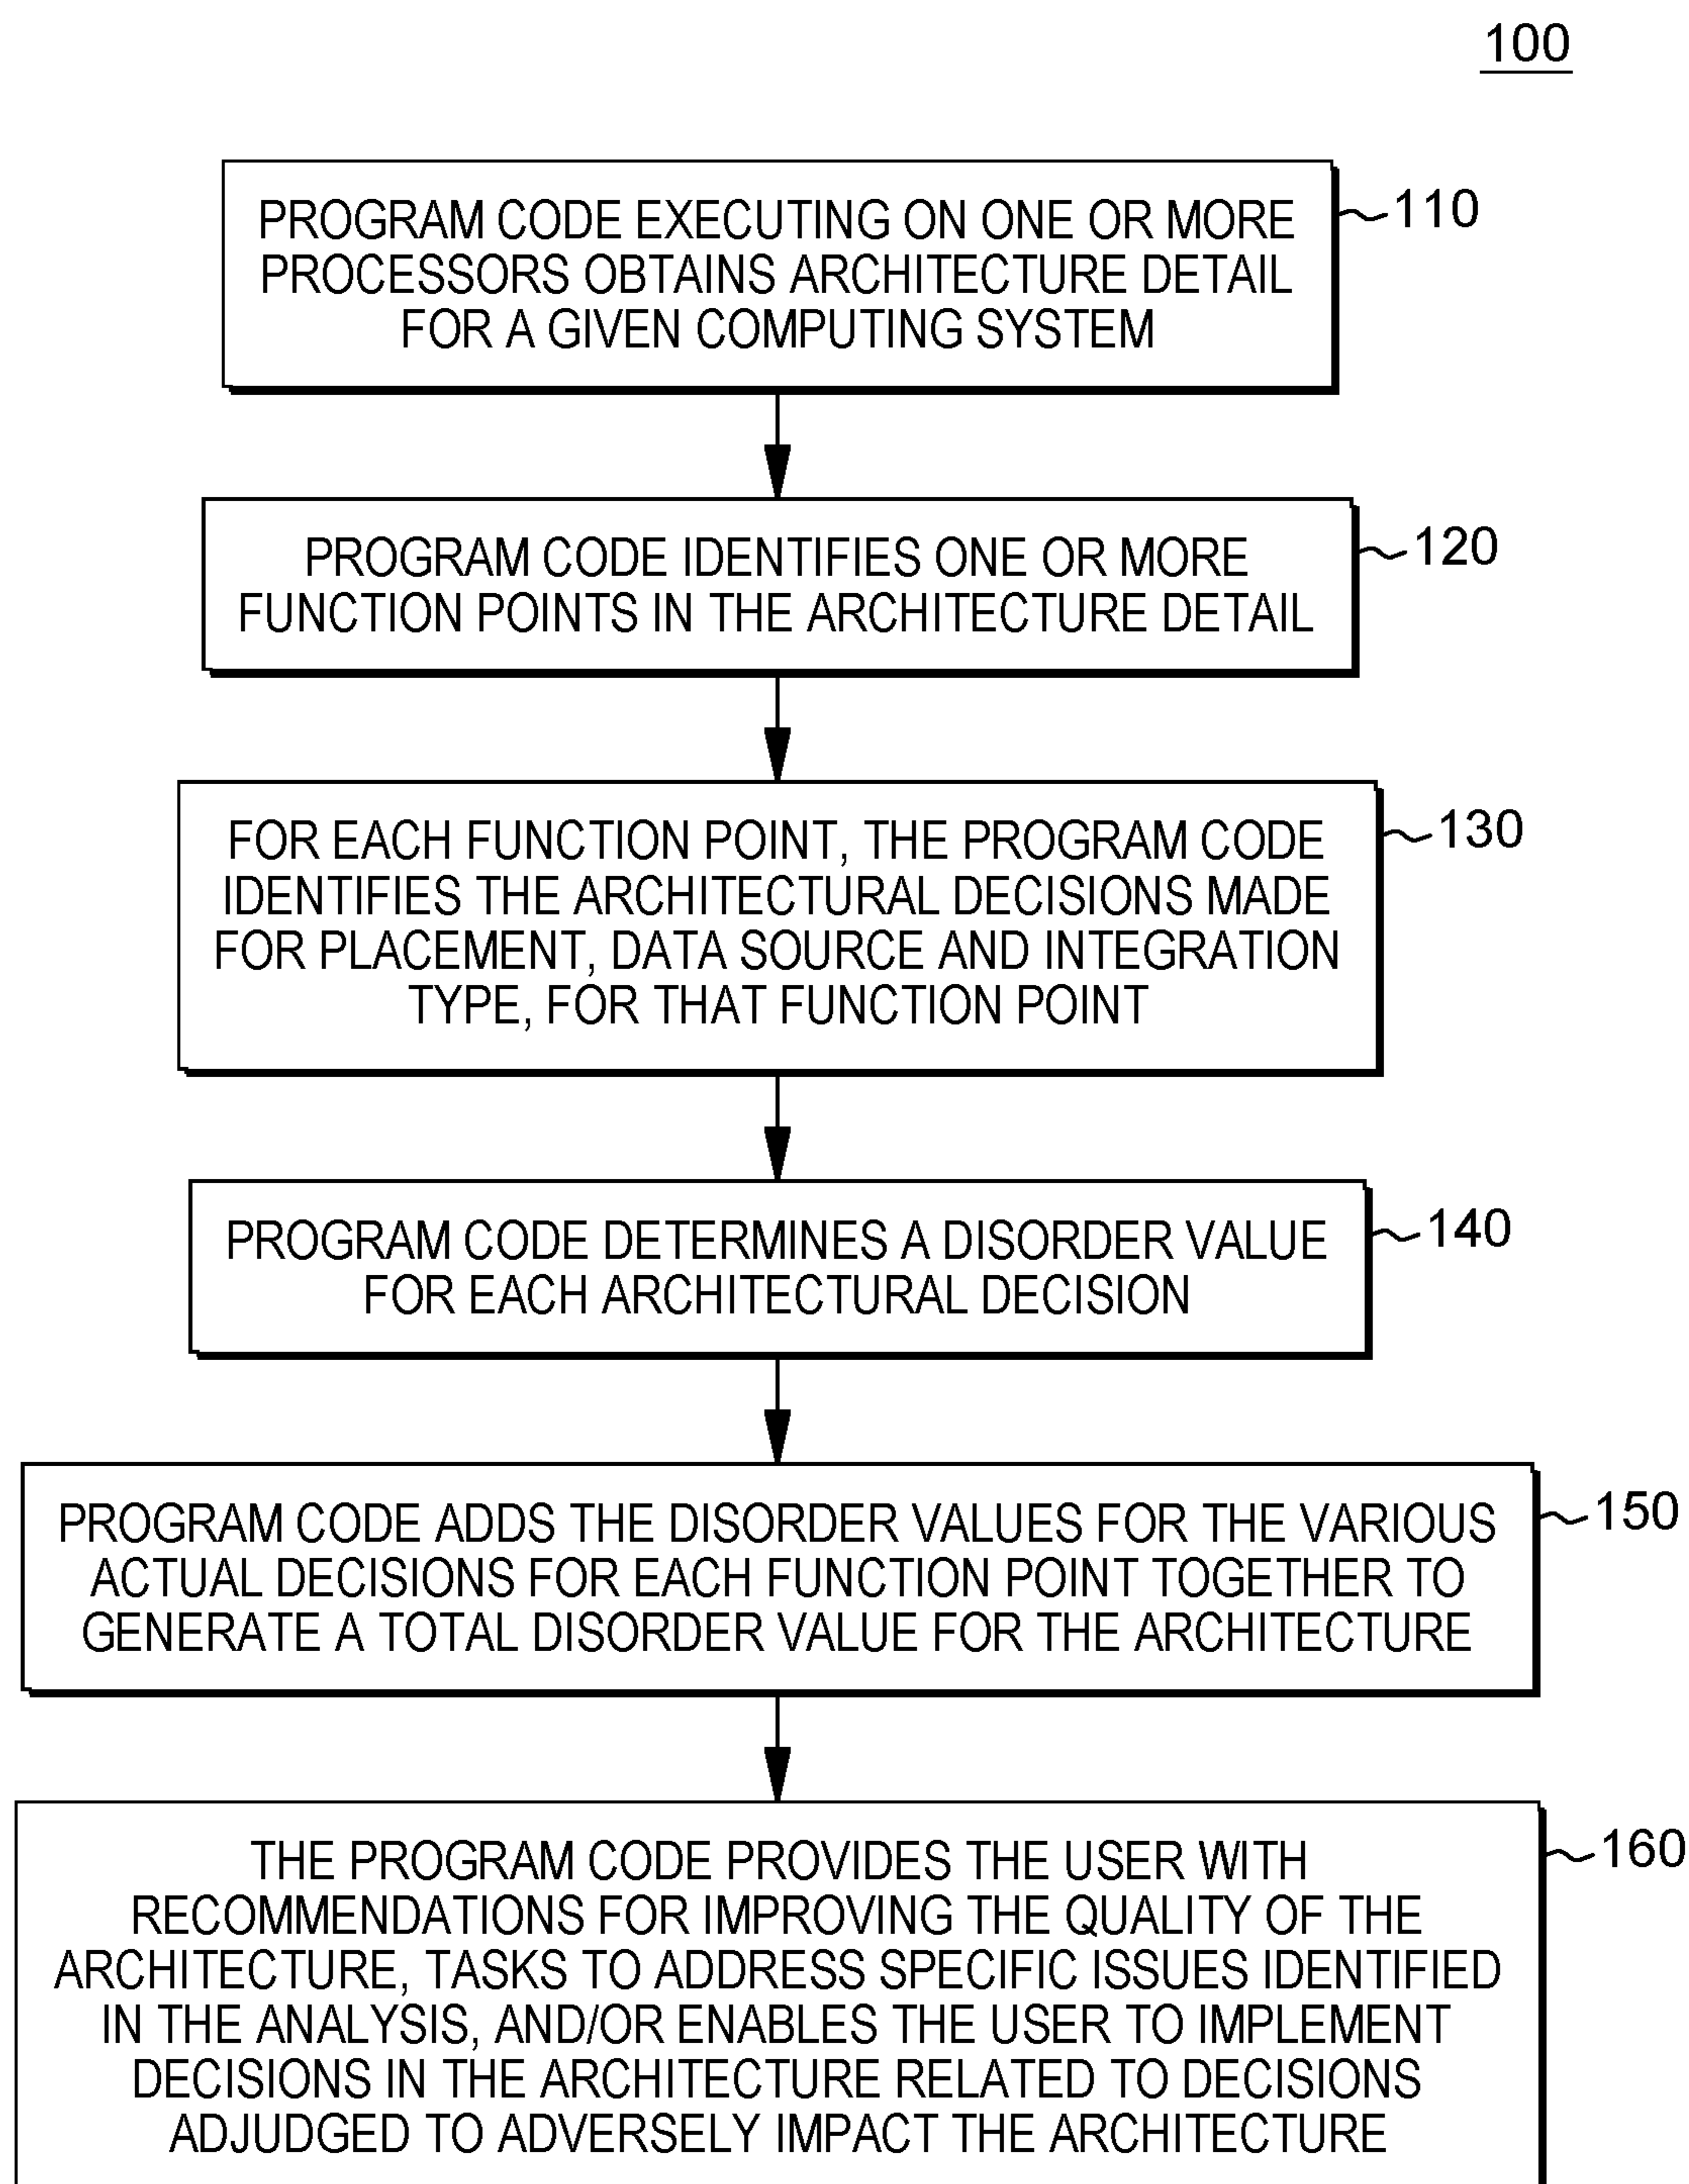 100
PROGRAM CODE EXECUTING ON ONE OR MORE
PROCESSORS OBTAINS ARCHITECTURE DETAIL
FOR A GIVEN COMPUTING SYSTEM
110
PROGRAM CODE IDENTIFIES ONE OR MORE
FUNCTION POINTS IN THE ARCHITECTURE DETAIL
120
FOR EACH FUNCTION POINT, THE PROGRAM CODE
IDENTIFIES THE ARCHITECTURAL DECISIONS MADE
FOR PLACEMENT, DATA SOURCE AND INTEGRATION
TYPE, FOR THAT FUNCTION POINT
130
PROGRAM CODE DETERMINES A DISORDER VALUE
FOR EACH ARCHITECTURAL DECISION
140
PROGRAM CODE ADDS THE DISORDER VALUES FOR THE VARIOUS
ACTUAL DECISIONS FOR EACH FUNCTION POINT TOGETHER TO
GENERATE A TOTAL DISORDER VALUE FOR THE ARCHITECTURE
150
THE PROGRAM CODE PROVIDES THE USER WITH
RECOMMENDATIONS FOR IMPROVING THE QUALITY OF THE
ARCHITECTURE, TASKS TO ADDRESS SPECIFIC ISSUES IDENTIFIED
IN THE ANALYSIS, AND/OR ENABLES THE USER TO IMPLEMENT
DECISIONS IN THE ARCHITECTURE RELATED TO DECISIONS
ADJUDGED TO ADVERSELY IMPACT THE ARCHITECTURE
160